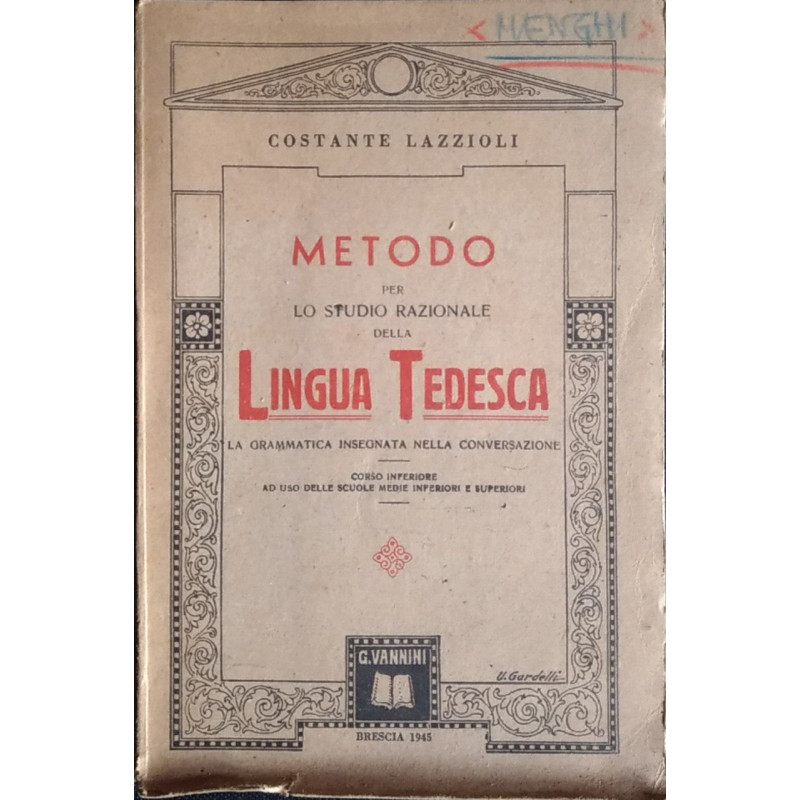 < MENGHI >
COSTANTE LAZZIOLI
METODO
PER
LO STUDIO RAZIONALE
DELLA
LINGUA TEDESCA
LA GRAMMATICA INSEGNATA NELLA CONVERSAZIONE
CORSO INFERIORE
AD USO DELLE SCUOLE MEDIE INFERIORI E SUPERIORI
G. VANNINI
U. Gardelli
BRESCIA 1945